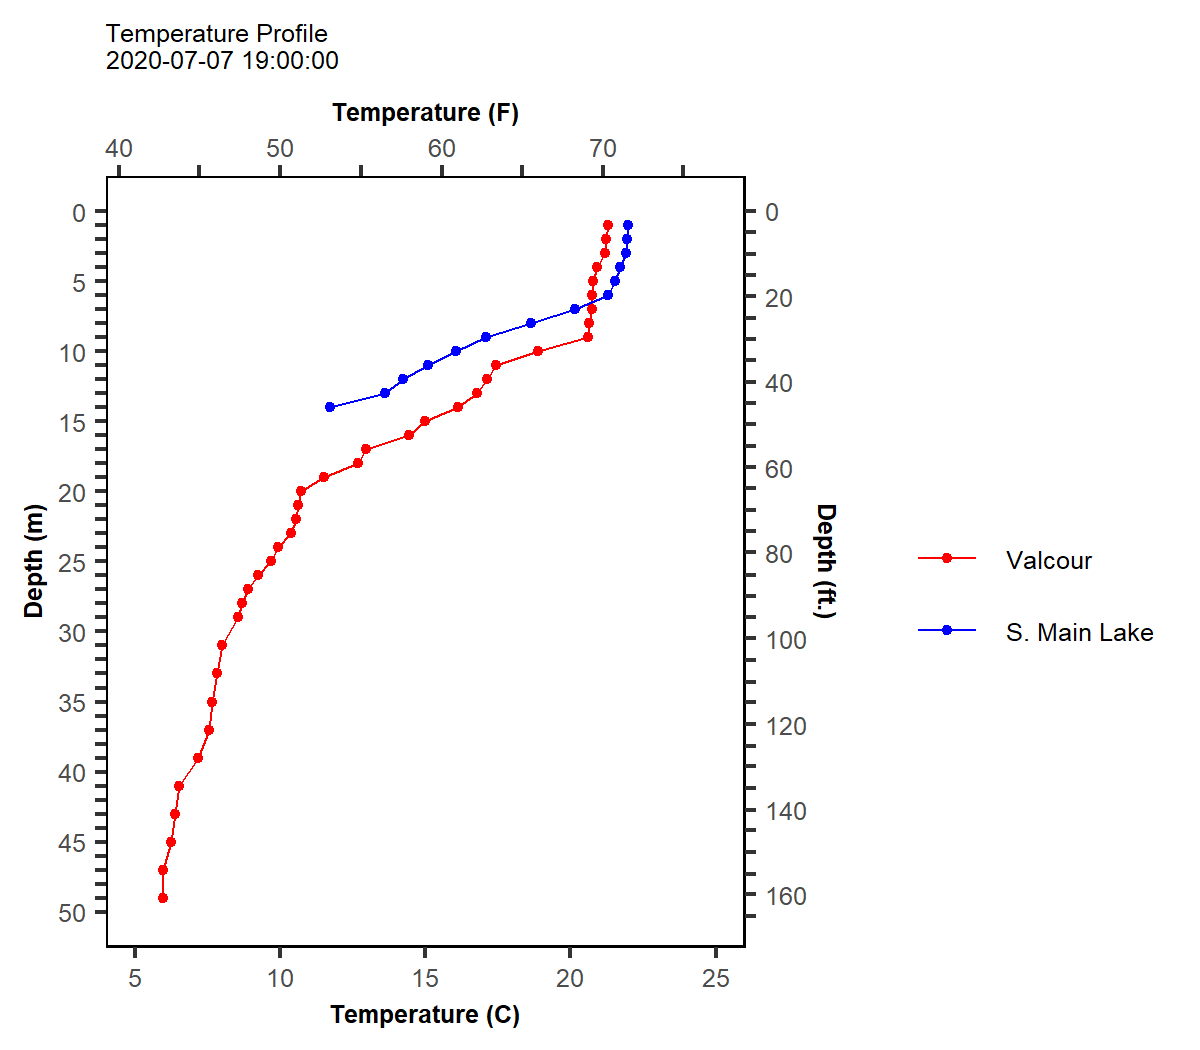 Temperature Profile
2020-07-07 19:00:00
Temperature (F)
40 50 60 70
0
5
10
15
20
25
30
35
40
45
50
Depth (m)
0
20
40
60
80
100
120
140
160
Depth (ft.)
Valcour
S. Main Lake
5 10 15 20 25
Temperature (C)